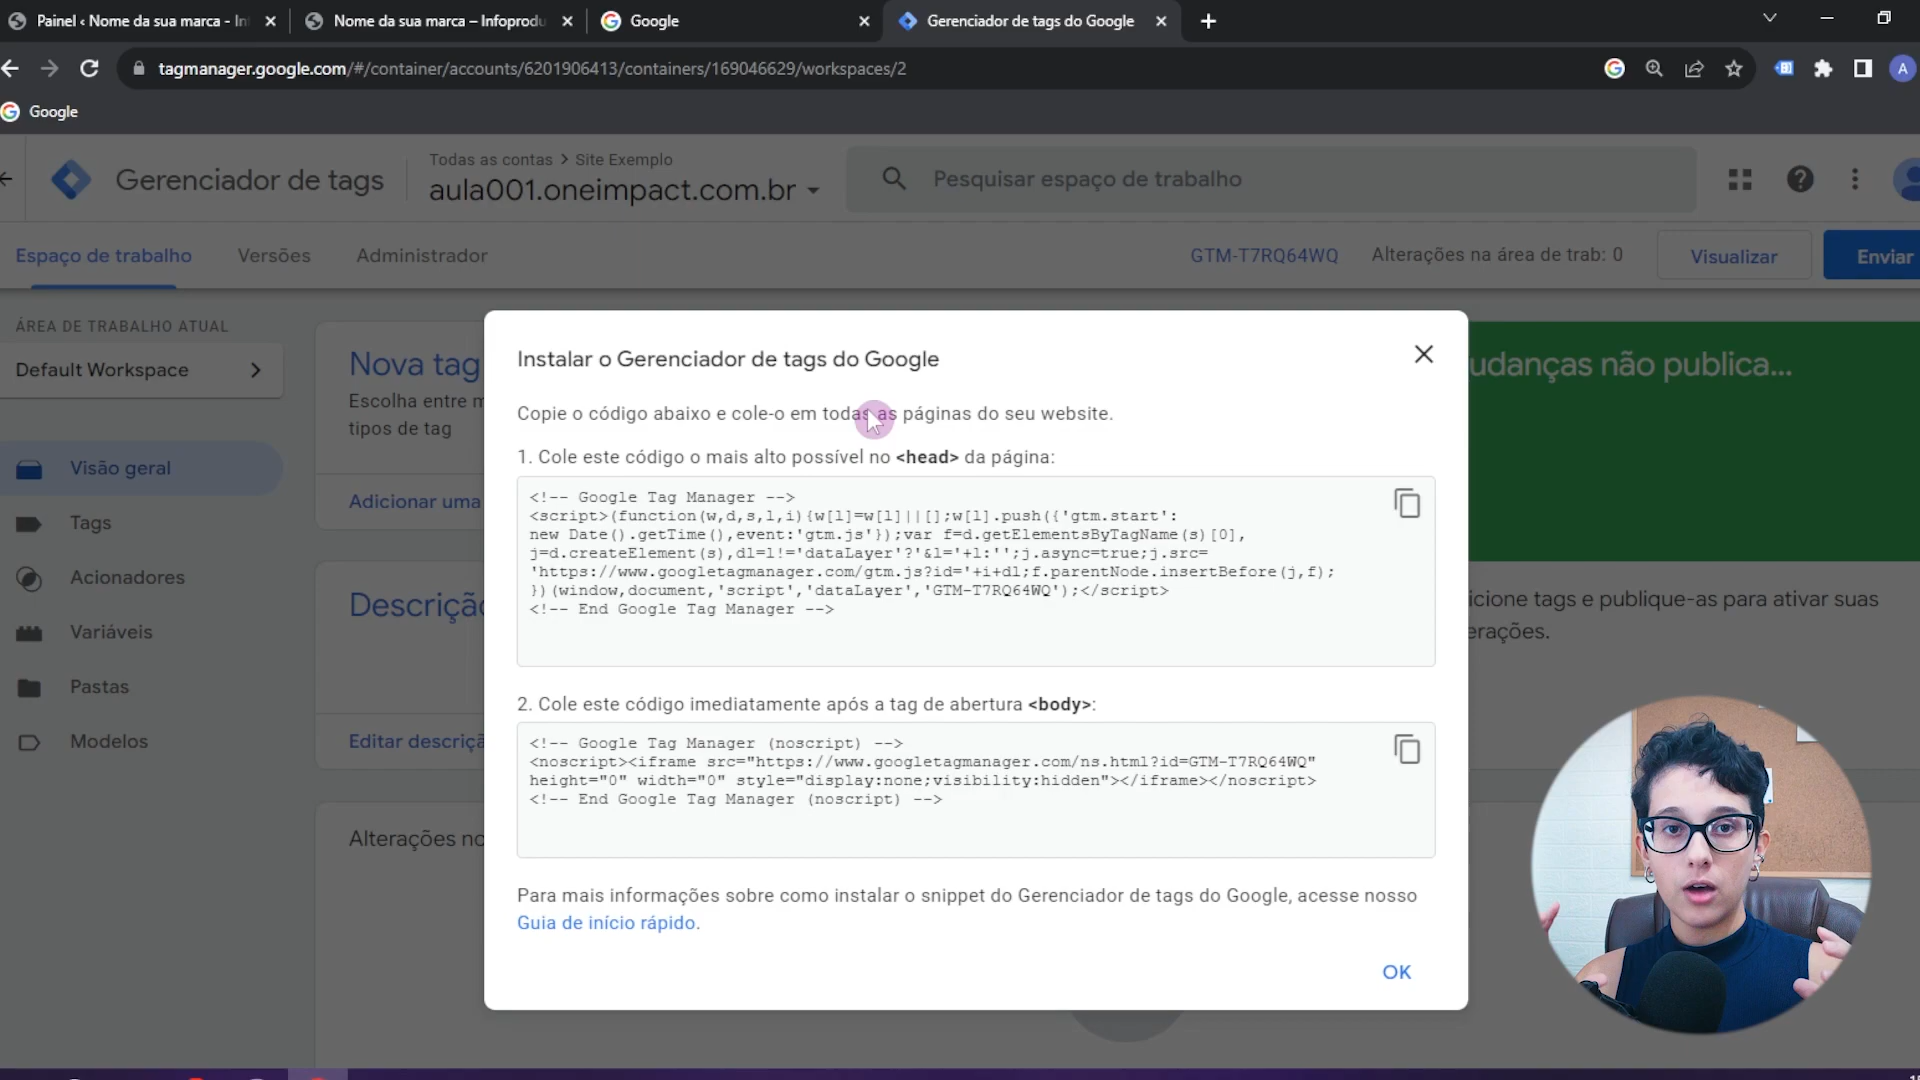 Painel ‹ Nome da sua marca - In
Nome da sua marca – Infoprodu
Google
Gerenciador de tags do Google
tagmanager.google.com/#/container/accounts/6201906413/containers/169046629/workspaces/2
A
Google
Gerenciador de tags
Todas as contas > Site Exemplo
aula001.oneimpact.com.br
Pesquisar espaço de trabalho
Espaço de trabalho
Versões
Administrador
GTM-T7RQ64WQ
Alterações na área de trab: 0
Visualizar
Enviar
ÁREA DE TRABALHO ATUAL
Default Workspace
Visão geral
Tags
Acionadores
Variáveis
Pastas
Modelos
Nova tag
Escolha entre m
tipos de tag
Adicionar uma
Descriçã
Editar descriçã
Alterações no
udanças não publica...
icione tags e publique-as para ativar suas
erações.
Instalar o Gerenciador de tags do Google
Copie o código abaixo e cole-o em todas as páginas do seu website.
1. Cole este código o mais alto possível no <head> da página:
<!-- Google Tag Manager -->
<script>(function(w,d,s,l,i){w[l]=w[l]||[];w[l].push({'gtm.start':
new Date().getTime(),event:'gtm.js'});var f=d.getElementsByTagName(s)[0],
j=d.createElement(s),dl=l!='dataLayer'?'&l='+l:'';j.async=true;j.src=
'https://www.googletagmanager.com/gtm.js?id='+i+dl;f.parentNode.insertBefore(j,f);
})(window,document,'script','dataLayer','GTM-T7RQ64WQ');</script>
<!-- End Google Tag Manager -->
2. Cole este código imediatamente após a tag de abertura <body>:
<!-- Google Tag Manager (noscript) -->
<noscript><iframe src="https://www.googletagmanager.com/ns.html?id=GTM-T7RQ64WQ"
height="0" width="0" style="display:none;visibility:hidden"></iframe></noscript>
<!-- End Google Tag Manager (noscript) -->
Para mais informações sobre como instalar o snippet do Gerenciador de tags do Google, acesse nosso
Guia de início rápido.
OK